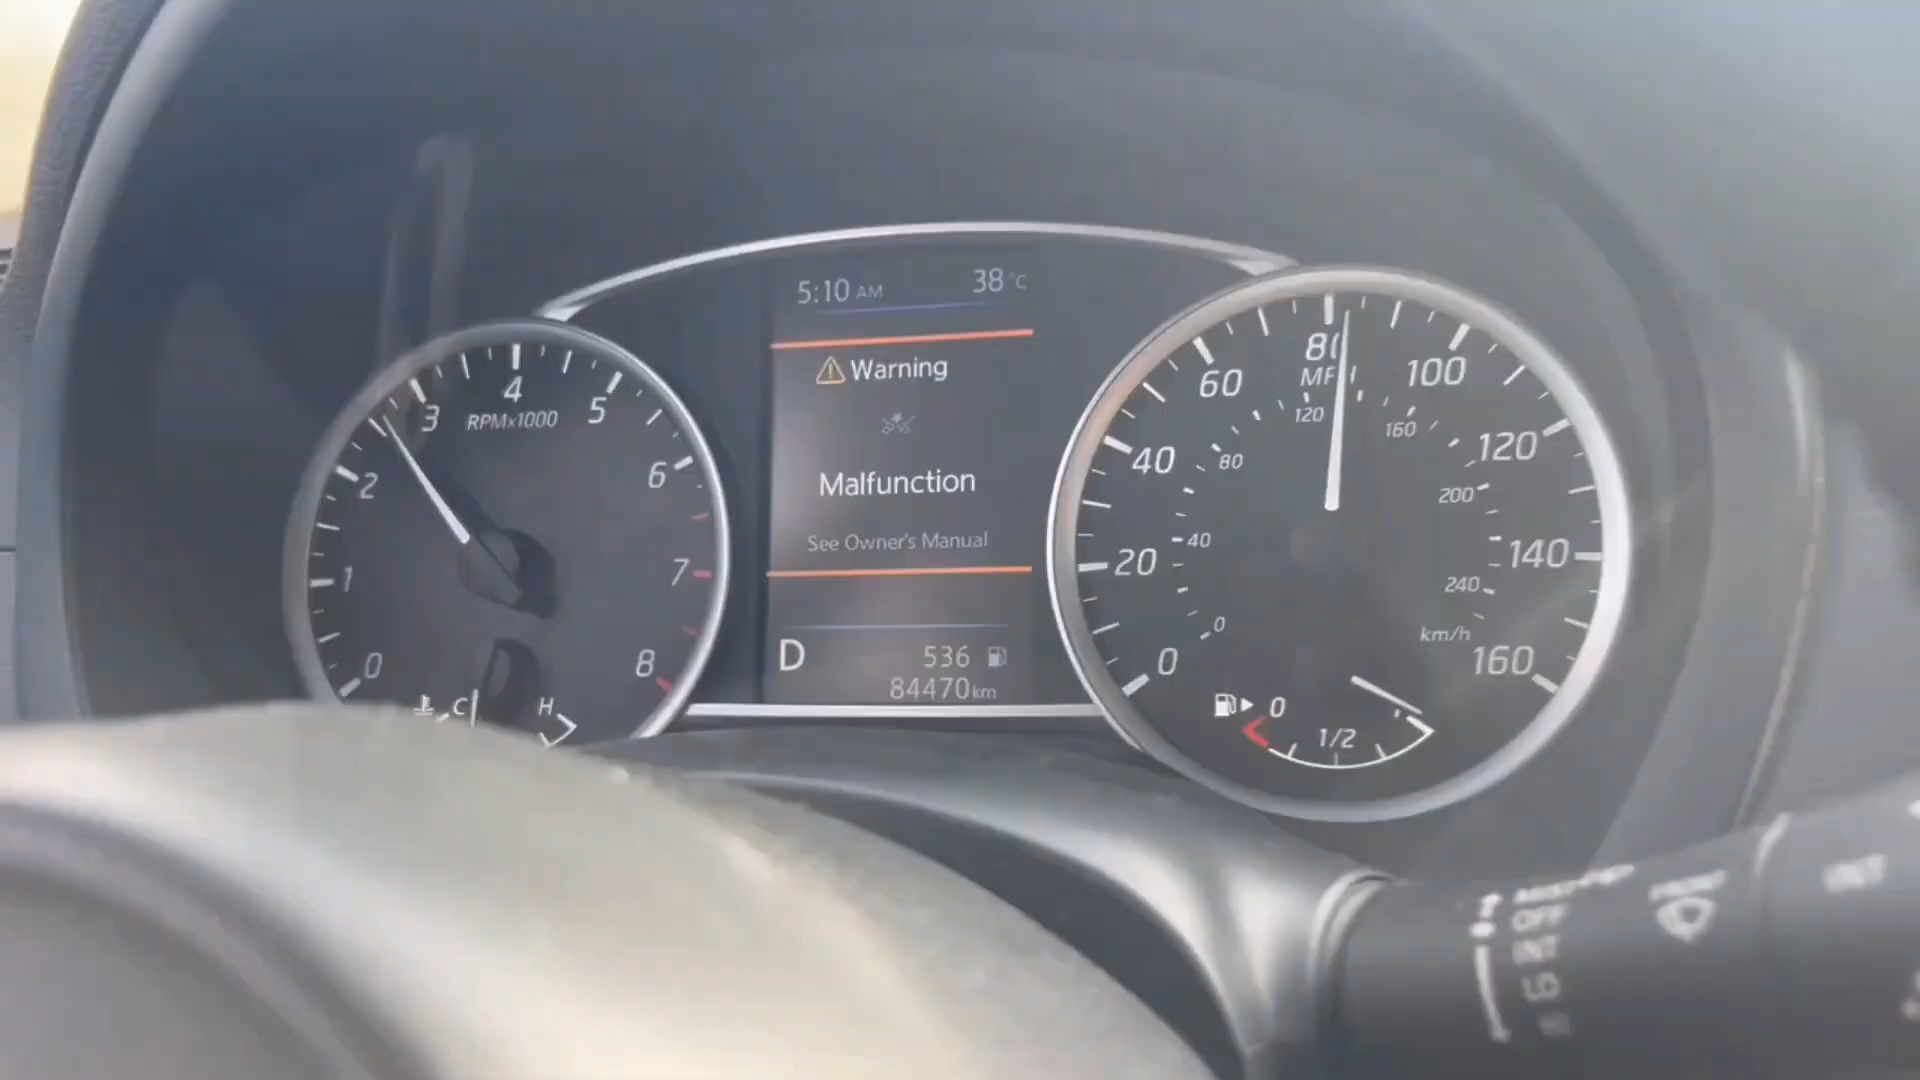 5:10 AM 38°C
Warning
Malfunction
See Owner's Manual
D 536
84470km
0 1 2 3 4 5 6 7 8
RPMx1000
C H
0 20 40 60 80 100 120 140 160
MPH
0 40 80 120 160 200 240
km/h
0 1/2
OFF
INT